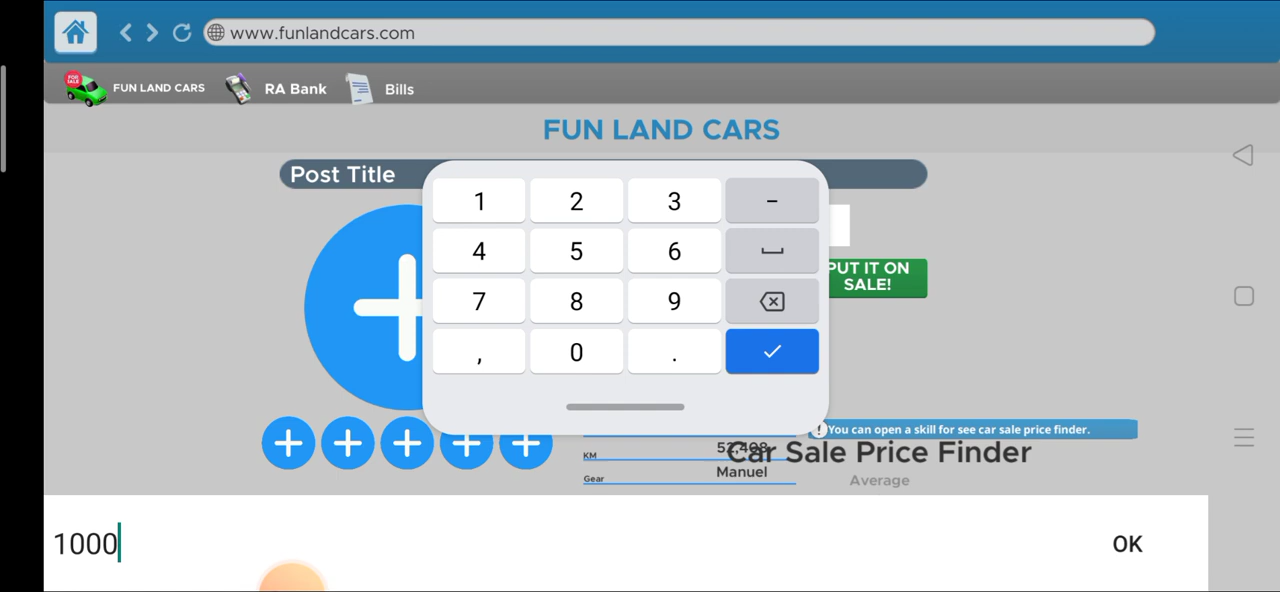 www.funlandcars.com
FUN LAND CARS
RA Bank
Bills
FUN LAND CARS
Post Title
1 2 3 -
4 5 6
7 8 9
, 0 .
PUT IT ON
SALE!
You can open a skill for see car sale price finder.
KM 52,408
Car Sale Price Finder
Gear Manuel
Average
1000
OK